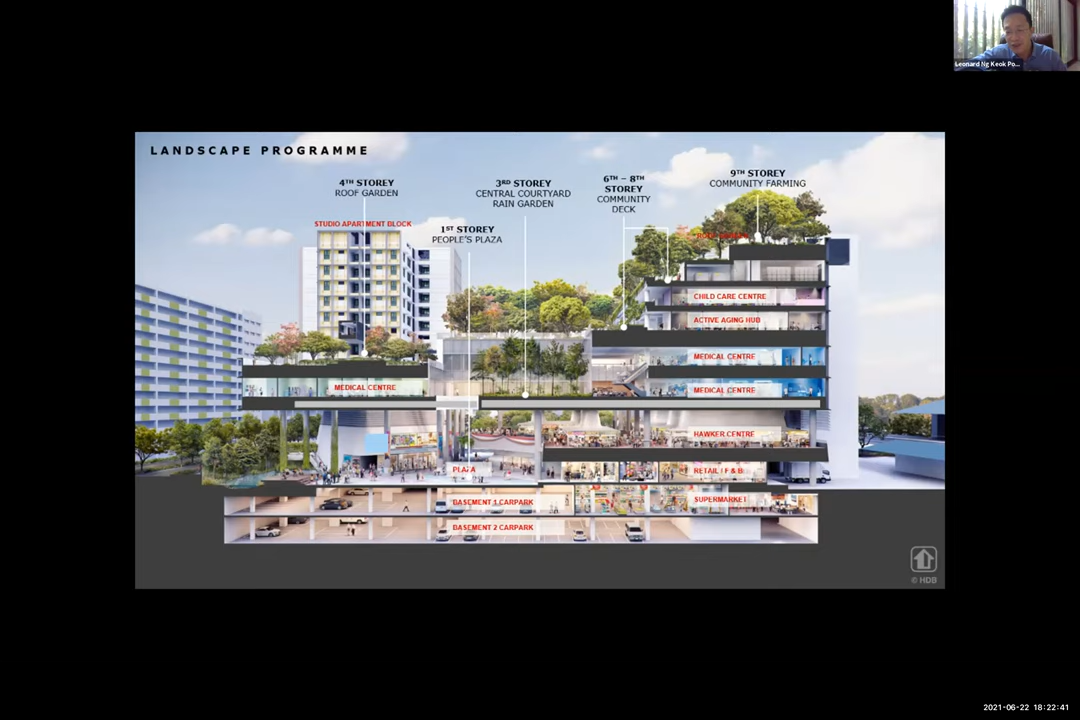 Leonard Ng Keok Po...
LANDSCAPE PROGRAMME
4TH STOREY
ROOF GARDEN
3RD STOREY
CENTRAL COURTYARD
RAIN GARDEN
6TH – 8TH
STOREY
COMMUNITY
DECK
9TH STOREY
COMMUNITY FARMING
STUDIO APARTMENT BLOCK
1ST STOREY
PEOPLE'S PLAZA
CHILD CARE CENTRE
ACTIVE AGING HUB
MEDICAL CENTRE
MEDICAL CENTRE
MEDICAL CENTRE
HAWKER CENTRE
PLAZA
RETAIL / F & B
BASEMENT 1 CARPARK
SUPERMARKET
BASEMENT 2 CARPARK
© HDB
2021-06-22 18:22:41